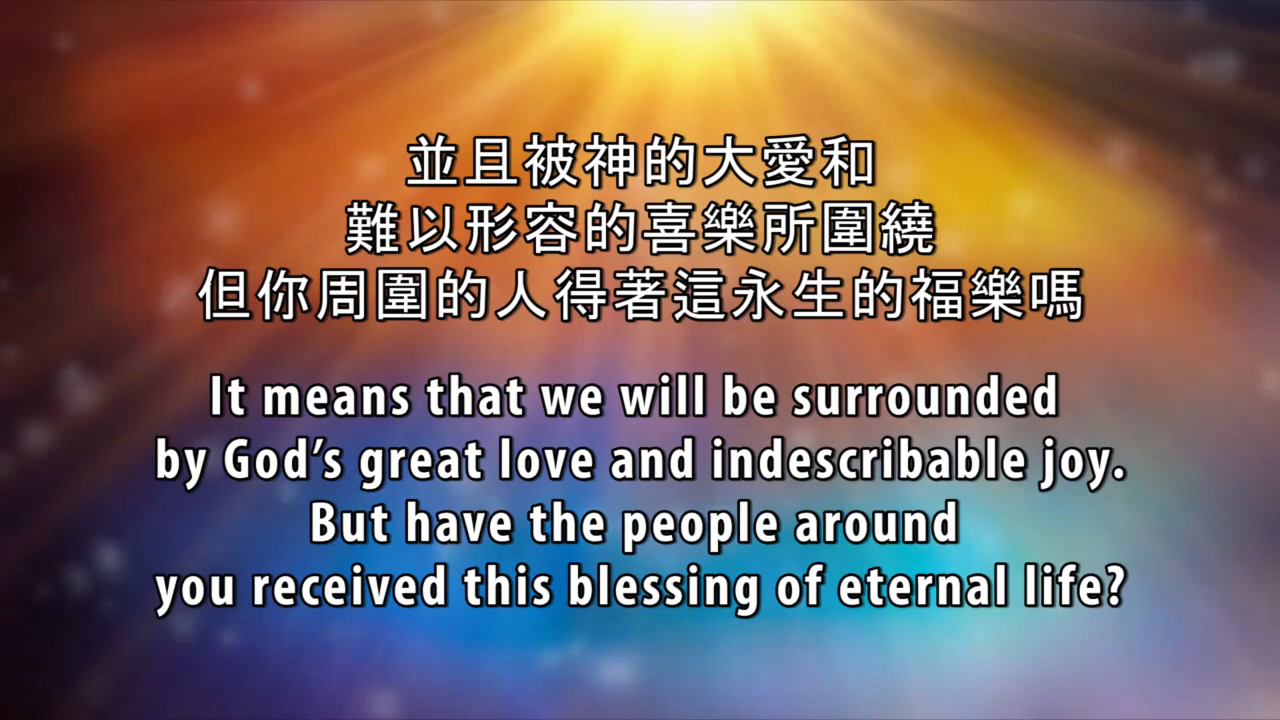 並且被神的大愛和
難以形容的喜樂所圍繞
但你周圍的人得著這永生的福樂嗎
It means that we will be surrounded
by God’s great love and indescribable joy.
But have the people around
you received this blessing of eternal life?